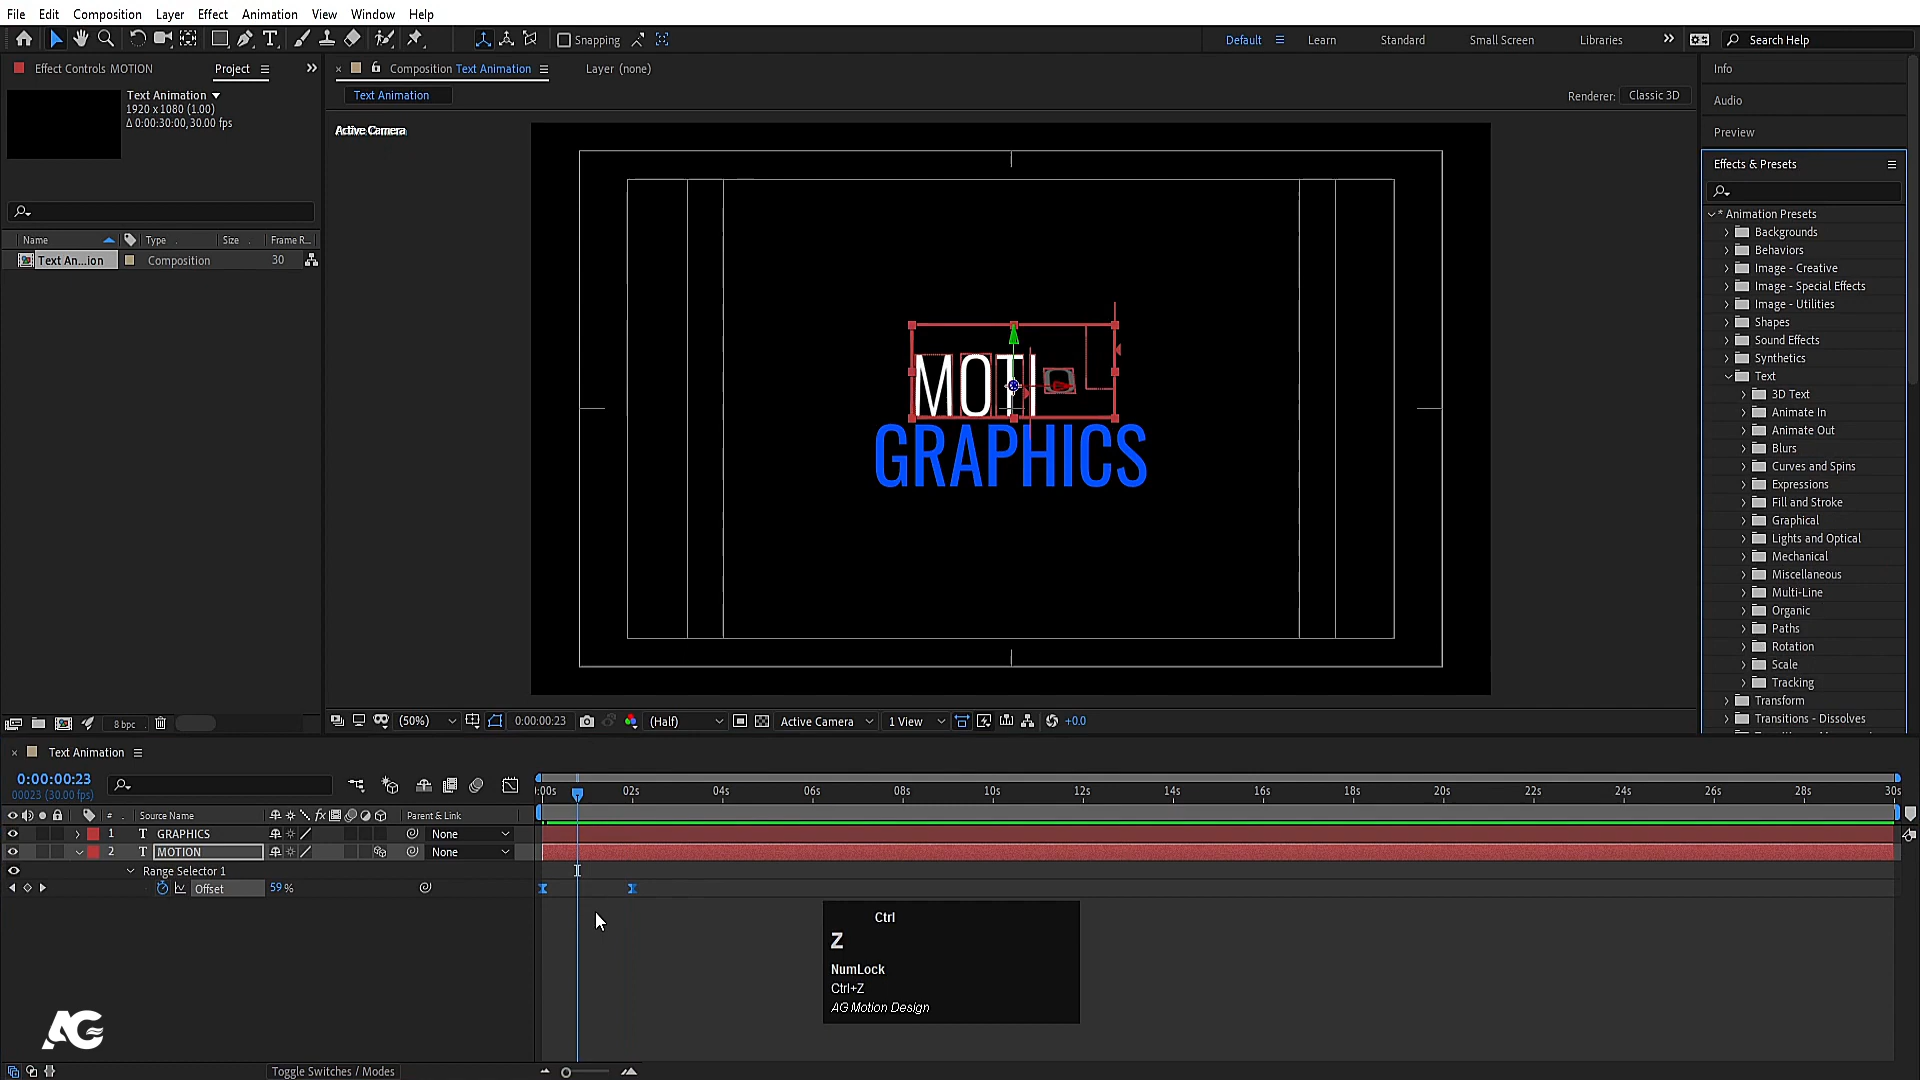 File Edit Composition Layer Effect Animation View Window Help
Snapping
Default Learn Standard Small Screen Libraries Search Help
Effect Controls MOTION Project
Composition Text Animation Layer (none)
Info
Text Animation
1920 x 1080 (1.00)
Δ 0:00:30:00, 30.00 fps
Text Animation
Renderer: Classic 3D
Audio
Active Camera
Preview
Effects & Presets
* Animation Presets
Backgrounds
Behaviors
Image - Creative
Image - Special Effects
Image - Utilities
Shapes
Sound Effects
Synthetics
Text
3D Text
Animate In
Animate Out
Blurs
Curves and Spins
Expressions
Fill and Stroke
Graphical
Lights and Optical
Mechanical
Miscellaneous
Multi-Line
Organic
Paths
Rotation
Scale
Tracking
Transform
Transitions - Dissolves
Name Type Size Frame R...
Text An...ion Composition 30
MOTI
GRAPHICS
8 bpc
(50%) 0:00:00:23 (Half) Active Camera 1 View +0.0
Text Animation
0:00:00:23
00023 (30.00 fps)
:00s 02s 04s 06s 08s 10s 12s 14s 16s 18s 20s 22s 24s 26s 28s 30s
# Source Name fx Parent & Link
1 T GRAPHICS None
2 T MOTION None
Range Selector 1
Offset 59 %
Ctrl
Z
NumLock
Ctrl+Z
AG Motion Design
AG
Toggle Switches / Modes